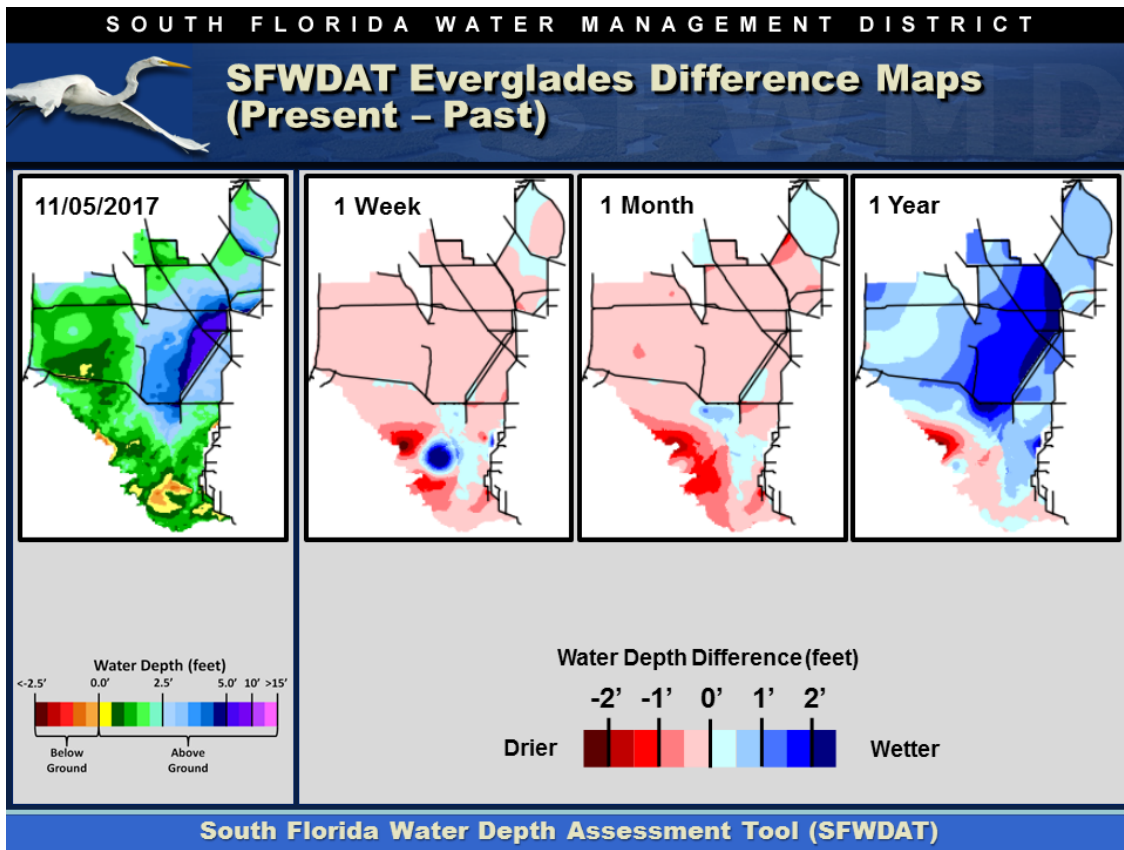 SOUTH FLORIDA WATER MANAGEMENT DISTRICT
SFWDAT Everglades Difference Maps
(Present – Past)
SFWMD
11/05/2017
1 Week
1 Month
1 Year
Water Depth (feet)
<-2.5' 0.0' 2.5' 5.0' 10' >15'
Below
Ground
Above
Ground
Water Depth Difference (feet)
-2' -1' 0' 1' 2'
Drier
Wetter
South Florida Water Depth Assessment Tool (SFWDAT)